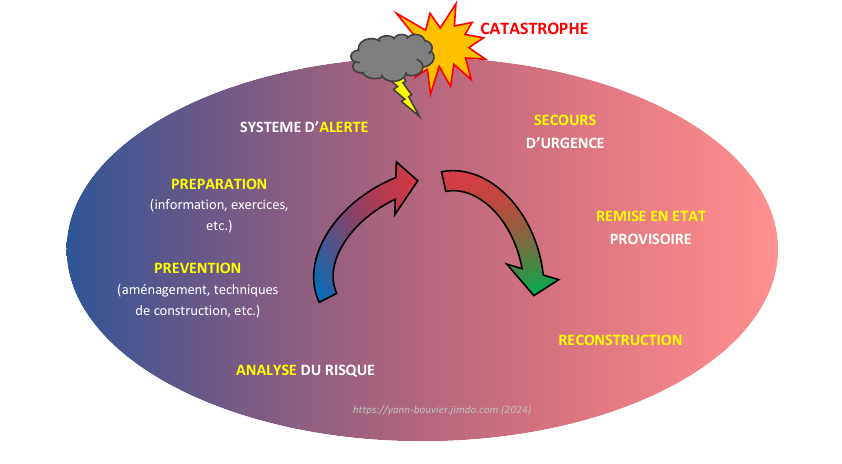 CATASTROPHE
SYSTEME D’ALERTE
PREPARATION
(information, exercices,
etc.)
PREVENTION
(aménagement, techniques
de construction, etc.)
ANALYSE DU RISQUE
SECOURS
D’URGENCE
REMISE EN ETAT
PROVISOIRE
RECONSTRUCTION
https://yann-bouvier.jimdo.com (2024)